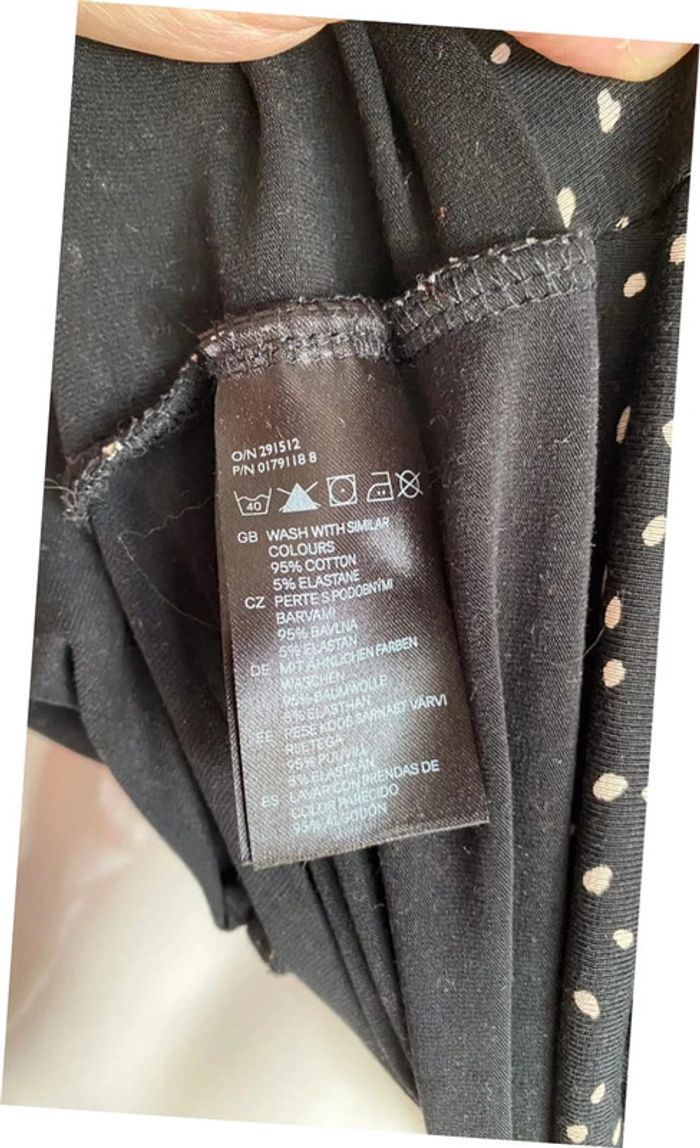 O/N 291512
P/N 0179118 8
40
GB WASH WITH SIMILAR
COLOURS
95% COTTON
5% ELASTANE
CZ PERTE S PODOBNÝMI
BARVAMI
95% BAVLNA
5% ELASTAN
DE MIT ÄHNLICHEN FARBEN
WASCHEN
95% BAUMWOLLE
5% ELASTHAN
EE PESE KOOS SARNAST VÄRVI
RIIETEGA
95% PUUVILL
5% ELASTAAN
ES LAVAR CON PRENDAS DE
COLOR PARECIDO
95% ALGODÓN